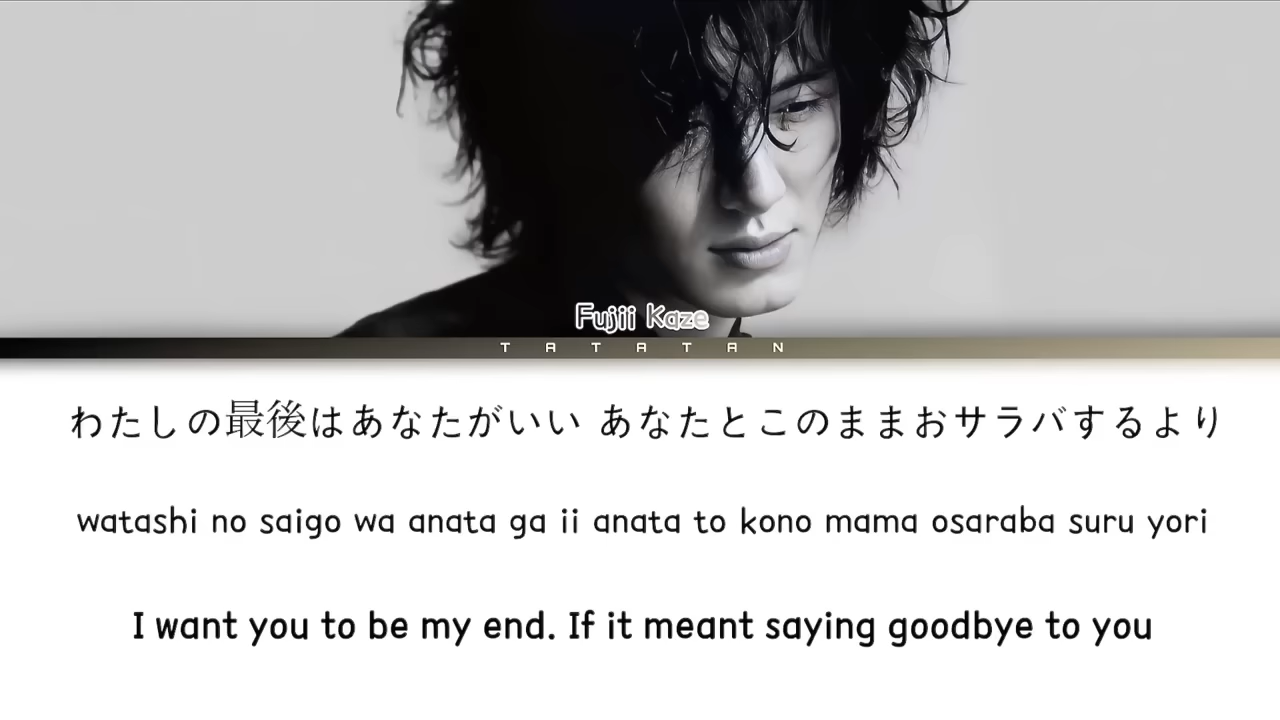 Fujii Kaze
TATATAN
わたしの最後はあなたがいい あなたとこのままおサラバするより
watashi no saigo wa anata ga ii anata to kono mama osaraba suru yori
I want you to be my end. If it meant saying goodbye to you